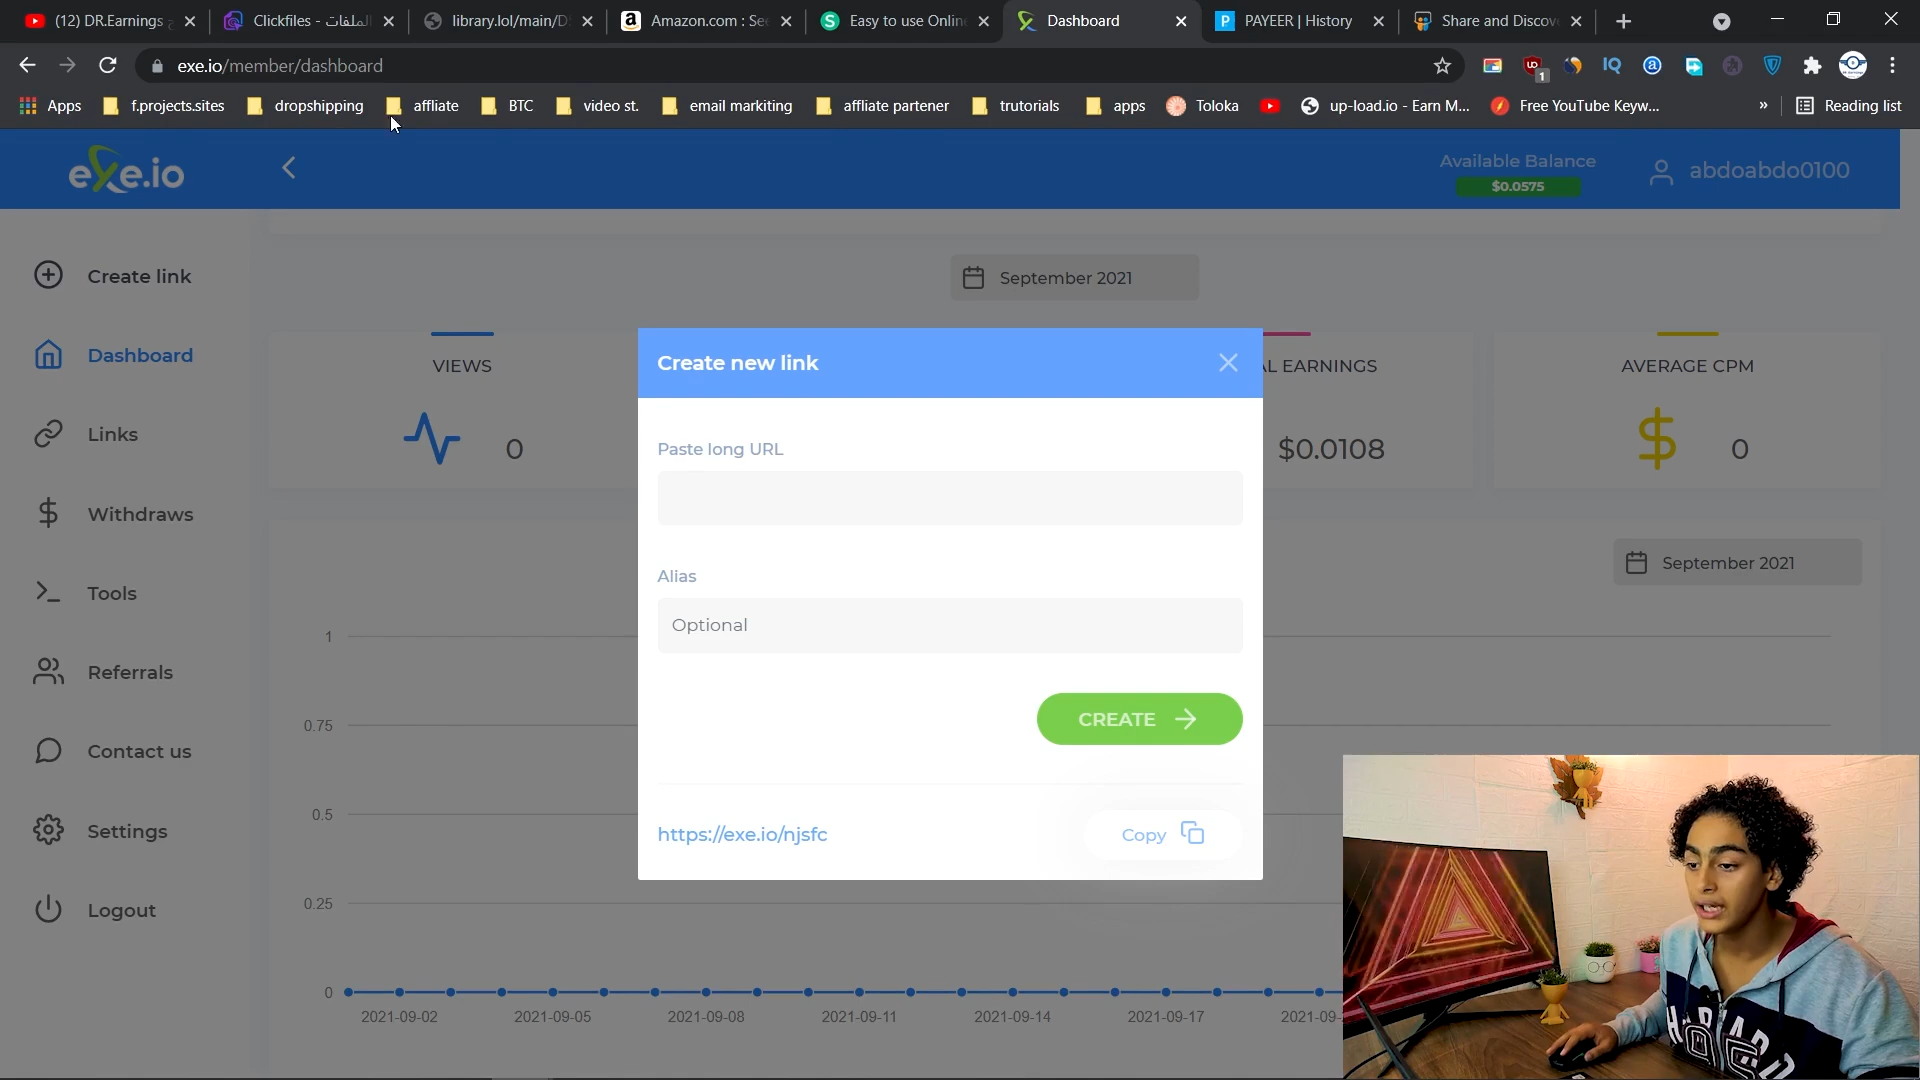 (12) DR.Earnings
Clickfiles - الملفات
library.lol/main/D
Amazon.com : Se
Easy to use Online
Dashboard
PAYEER | History
Share and Discov
exe.io/member/dashboard
1
Apps
f.projects.sites
dropshipping
affliate
BTC
video st.
email markiting
affliate partener
trutorials
apps
Toloka
up-load.io - Earn M...
Free YouTube Keyw...
»
Reading list
exe.io
Available Balance
$0.0575
abdoabdo0100
Create link
Dashboard
Links
Withdraws
Tools
Referrals
Contact us
Settings
Logout
September 2021
VIEWS
0
AL EARNINGS
$0.0108
AVERAGE CPM
0
September 2021
Create new link
Paste long URL
Alias
Optional
CREATE
https://exe.io/njsfc
Copy
1
0.75
0.5
0.25
0
2021-09-02
2021-09-05
2021-09-08
2021-09-11
2021-09-14
2021-09-17
2021-09-